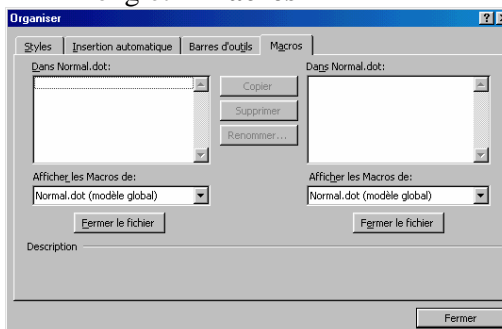 Organiser
Styles Insertion automatique Barres d'outils Macros
Dans Normal.dot: Dans Normal.dot:
Copier
Supprimer
Renommer...
Afficher les Macros de: Afficher les Macros de:
Normal.dot (modèle global) Normal.dot (modèle global)
Fermer le fichier Fermer le fichier
Description
Fermer